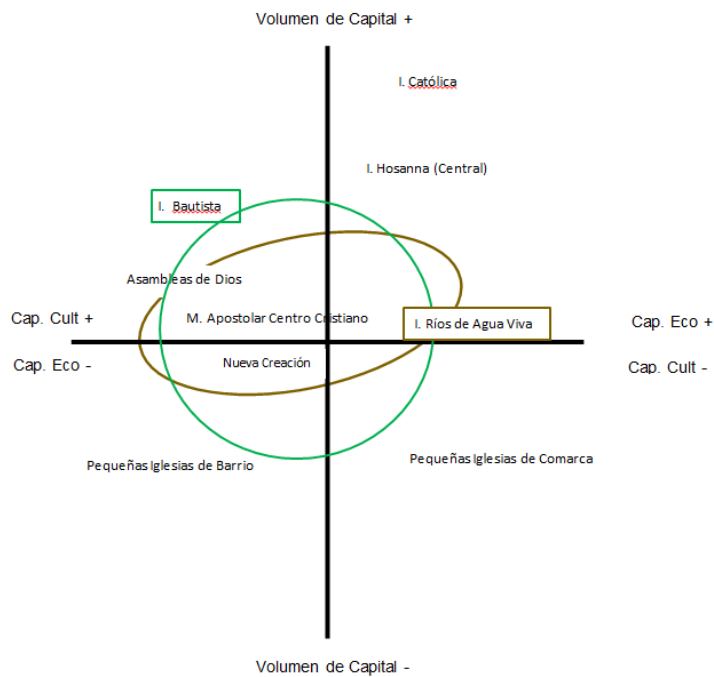 Volumen de Capital +
I. Católica
I. Hosanna (Central)
I. Bautista
Asambleas de Dios
Cap. Cult +
M. Apostolar Centro Cristiano
I. Ríos de Agua Viva
Cap. Eco +
Cap. Eco -
Nueva Creación
Cap. Cult -
Pequeñas Iglesias de Barrio
Pequeñas Iglesias de Comarca
Volumen de Capital -